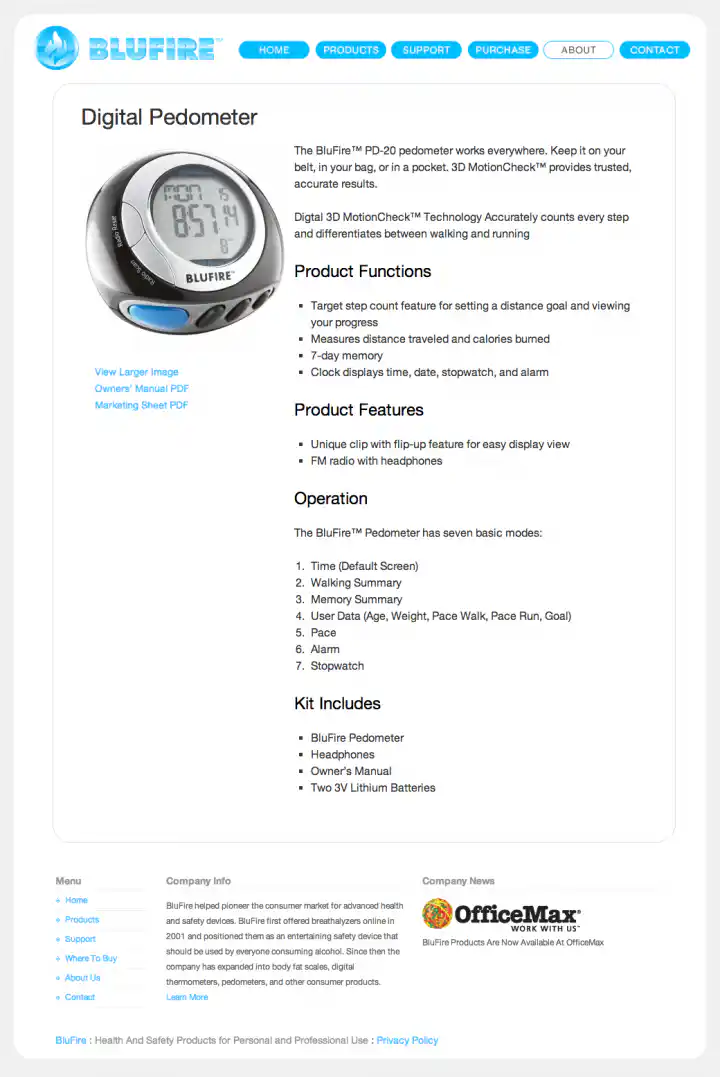 BLUFIRE™
HOME PRODUCTS SUPPORT PURCHASE ABOUT CONTACT
Digital Pedometer
MON 15
8:57 14
8"
Radio Reset
Radio Scan
BLUFIRE™
View Larger Image
Owners' Manual PDF
Marketing Sheet PDF
The BluFire™ PD-20 pedometer works everywhere. Keep it on your
belt, in your bag, or in a pocket. 3D MotionCheck™ provides trusted,
accurate results.
Digtal 3D MotionCheck™ Technology Accurately counts every step
and differentiates between walking and running
Product Functions
▪ Target step count feature for setting a distance goal and viewing
your progress
▪ Measures distance traveled and calories burned
▪ 7-day memory
▪ Clock displays time, date, stopwatch, and alarm
Product Features
▪ Unique clip with flip-up feature for easy display view
▪ FM radio with headphones
Operation
The BluFire™ Pedometer has seven basic modes:
1. Time (Default Screen)
2. Walking Summary
3. Memory Summary
4. User Data (Age, Weight, Pace Walk, Pace Run, Goal)
5. Pace
6. Alarm
7. Stopwatch
Kit Includes
▪ BluFire Pedometer
▪ Headphones
▪ Owner's Manual
▪ Two 3V Lithium Batteries
Menu
+ Home
+ Products
+ Support
+ Where To Buy
+ About Us
+ Contact
Company Info
BluFire helped pioneer the consumer market for advanced health
and safety devices. BluFire first offered breathalyzers online in
2001 and positioned them as an entertaining safety device that
should be used by everyone consuming alcohol. Since then the
company has expanded into body fat scales, digital
thermometers, pedometers, and other consumer products.
Learn More
Company News
OfficeMax®
WORK WITH US™
BluFire Products Are Now Available At OfficeMax
BluFire : Health And Safety Products for Personal and Professional Use : Privacy Policy